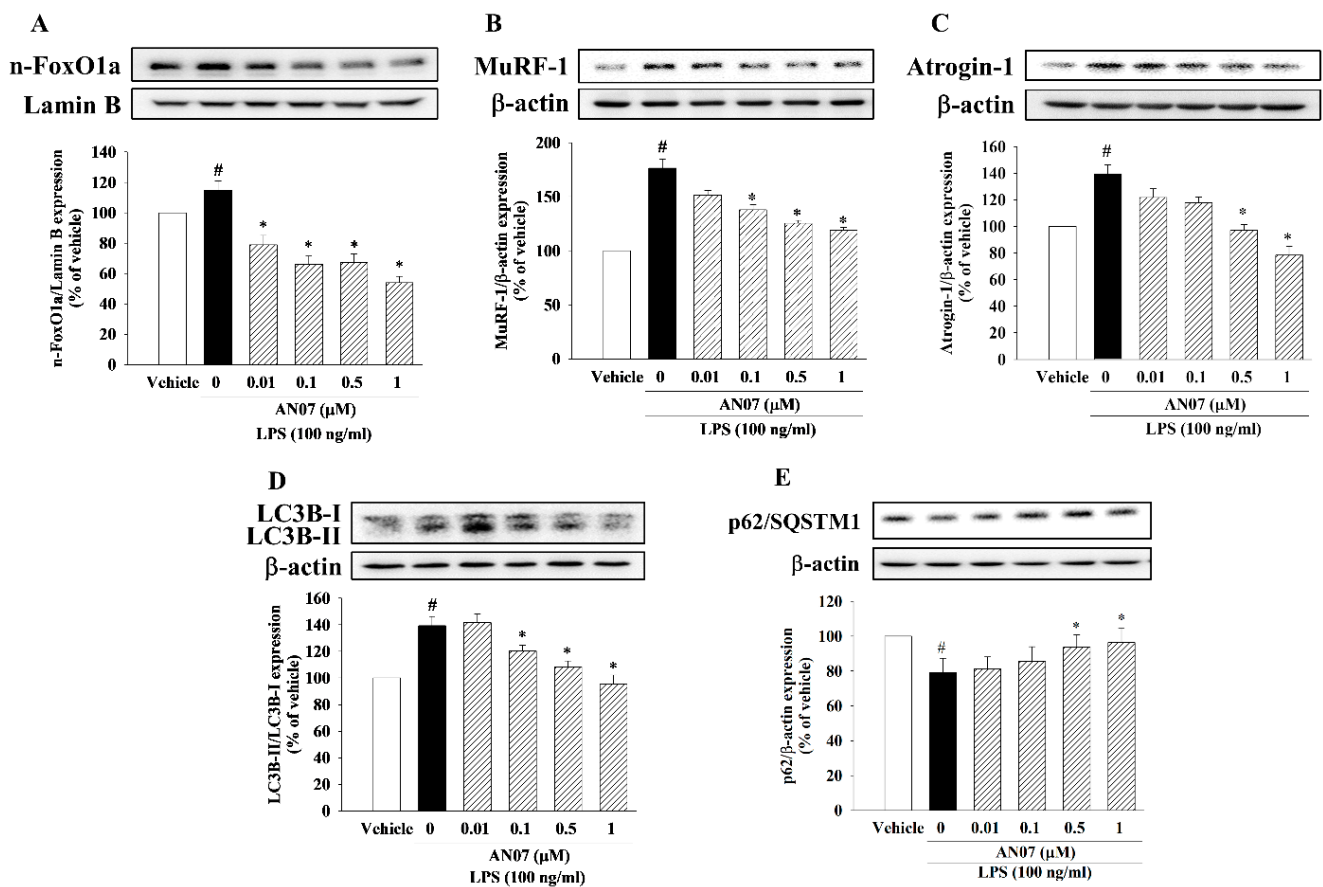 A
n-FoxO1a
Lamin B
n-FoxO1a/Lamin B expression
(% of vehicle)
140
120
100
80
60
40
20
0
#
*
*
*
*
Vehicle 0 0.01 0.1 0.5 1
AN07 (μM)
LPS (100 ng/ml)
B
MuRF-1
β-actin
MuRF-1/β-actin expression
(% of vehicle)
200
150
100
50
0
#
*
*
*
Vehicle 0 0.01 0.1 0.5 1
AN07 (μM)
LPS (100 ng/ml)
C
Atrogin-1
β-actin
Atrogin-1/β-actin expression
(% of vehicle)
160
140
120
100
80
60
40
20
0
#
*
*
Vehicle 0 0.01 0.1 0.5 1
AN07 (μM)
LPS (100 ng/ml)
D
LC3B-I
LC3B-II
β-actin
LC3B-II/LC3B-I expression
(% of vehicle)
160
140
120
100
80
60
40
20
0
#
*
*
*
Vehicle 0 0.01 0.1 0.5 1
AN07 (μM)
LPS (100 ng/ml)
E
p62/SQSTM1
β-actin
p62/β-actin expression
(% of vehicle)
120
100
80
60
40
20
0
#
*
*
Vehicle 0 0.01 0.1 0.5 1
AN07 (μM)
LPS (100 ng/ml)